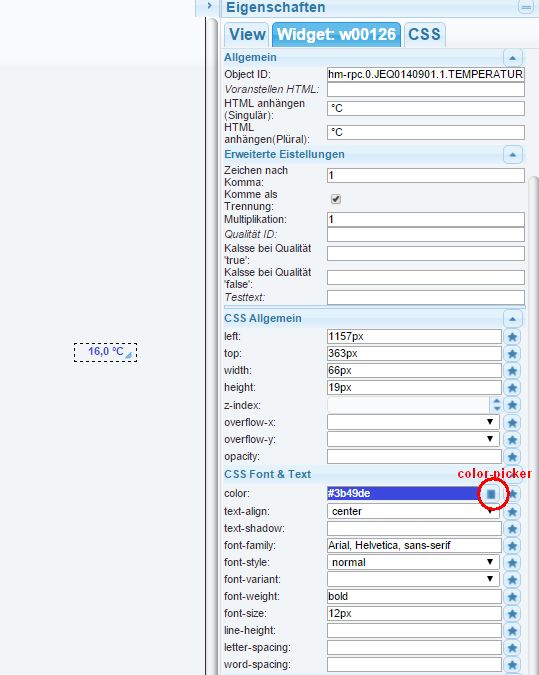 Eigenschaften
View Widget: w00126 CSS
Allgemein
Object ID: hm-rpc.0.JEQ0140901.1.TEMPERATUR
Voranstellen HTML:
HTML anhängen
(Singulär): °C
HTML
anhängen(Plüral): °C
Erweiterte Eistellungen
Zeichen nach
Komma: 1
Komme als
Trennung:
Multiplikation: 1
Qualität ID:
Kalsse bei Qualität
'true':
Kalsse bei Qualität
'false':
Testtext:
CSS Allgemein
left: 1157px
16,0 °C
top: 363px
width: 66px
height: 19px
z-index:
overflow-x:
overflow-y:
opacity:
CSS Font & Text
color-picker
color: #3b49de
text-align: center
text-shadow:
font-family: Arial, Helvetica, sans-serif
font-style: normal
font-variant:
font-weight: bold
font-size: 12px
line-height:
letter-spacing:
word-spacing: